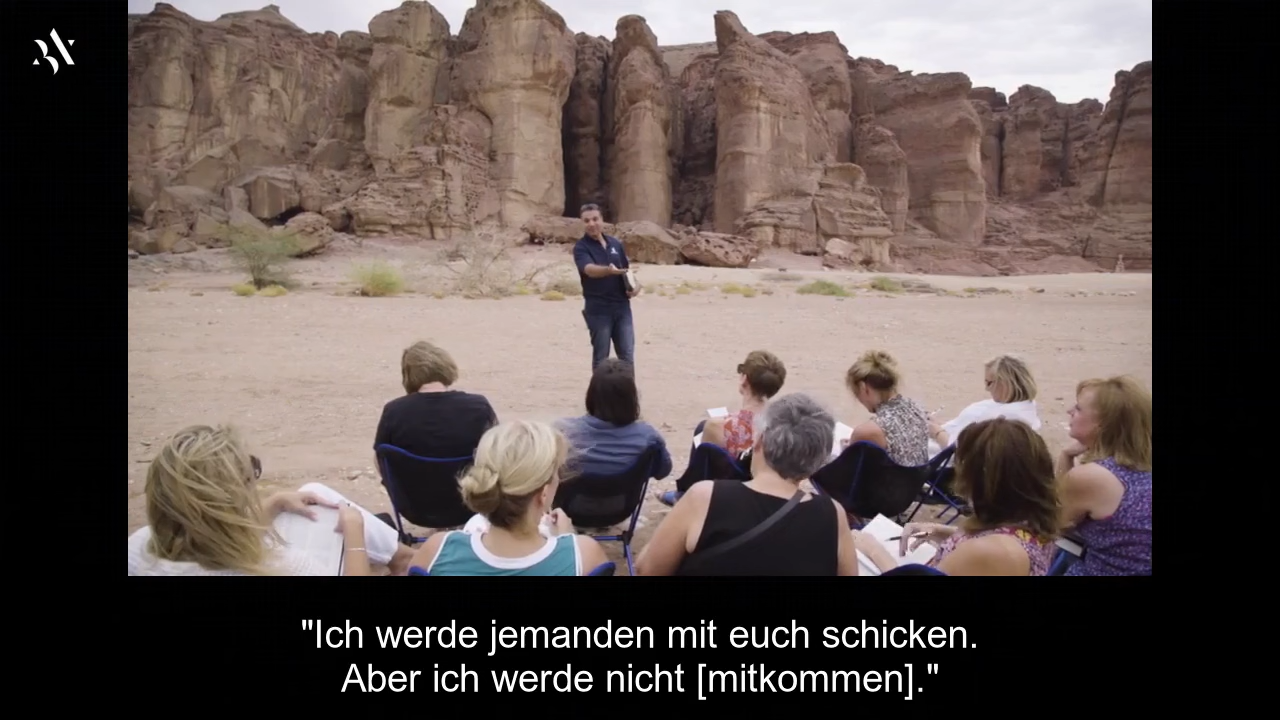 "Ich werde jemanden mit euch schicken.
Aber ich werde nicht [mitkommen]."